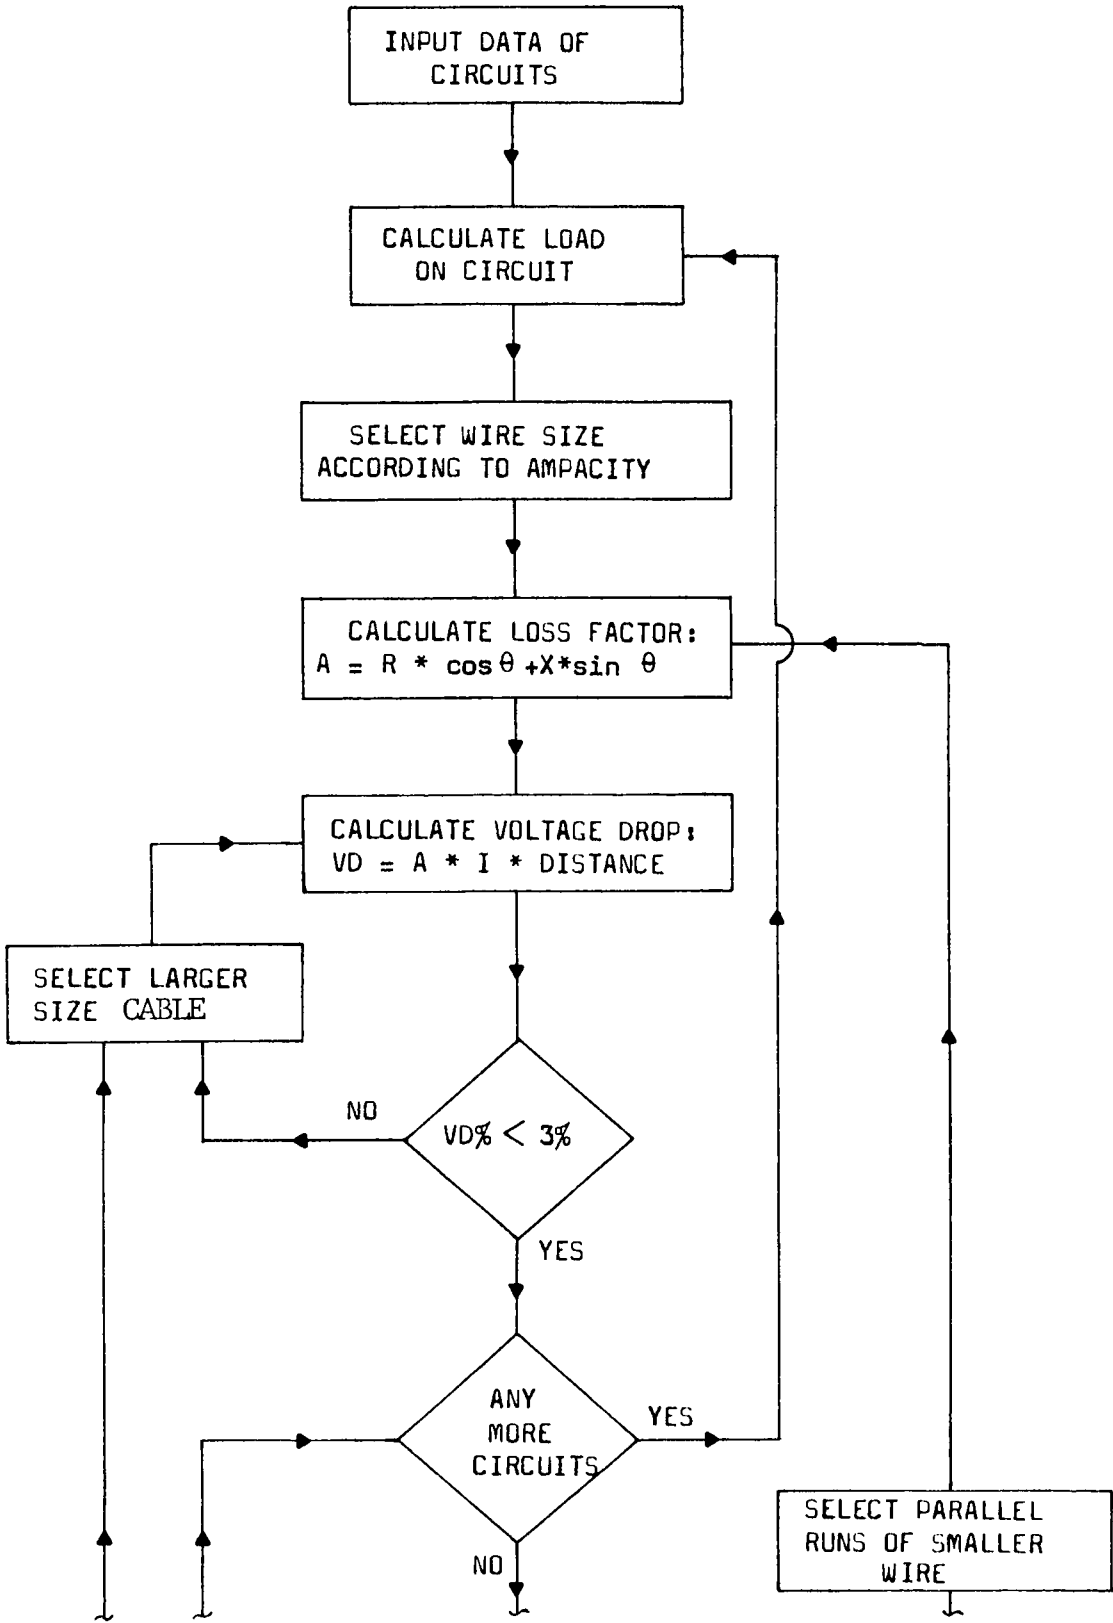 INPUT DATA OF
CIRCUITS
CALCULATE LOAD
ON CIRCUIT
SELECT WIRE SIZE
ACCORDING TO AMPACITY
CALCULATE LOSS FACTOR:
A = R * cos θ +X*sin θ
CALCULATE VOLTAGE DROP:
VD = A * I * DISTANCE
SELECT LARGER
SIZE CABLE
NO
VD% < 3%
YES
ANY
MORE
CIRCUITS
YES
NO
SELECT PARALLEL
RUNS OF SMALLER
WIRE